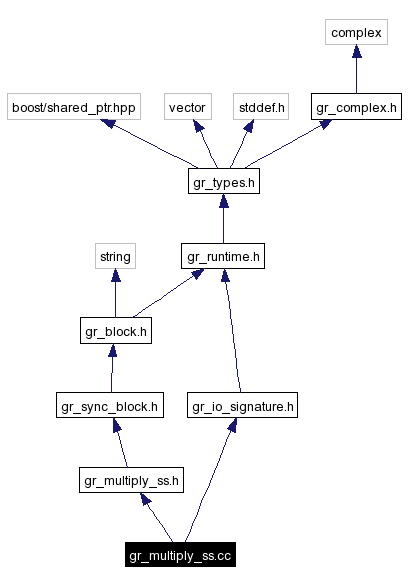 complex
boost/shared_ptr.hpp
vector
stddef.h
gr_complex.h
gr_types.h
string
gr_runtime.h
gr_block.h
gr_sync_block.h
gr_io_signature.h
gr_multiply_ss.h
gr_multiply_ss.cc